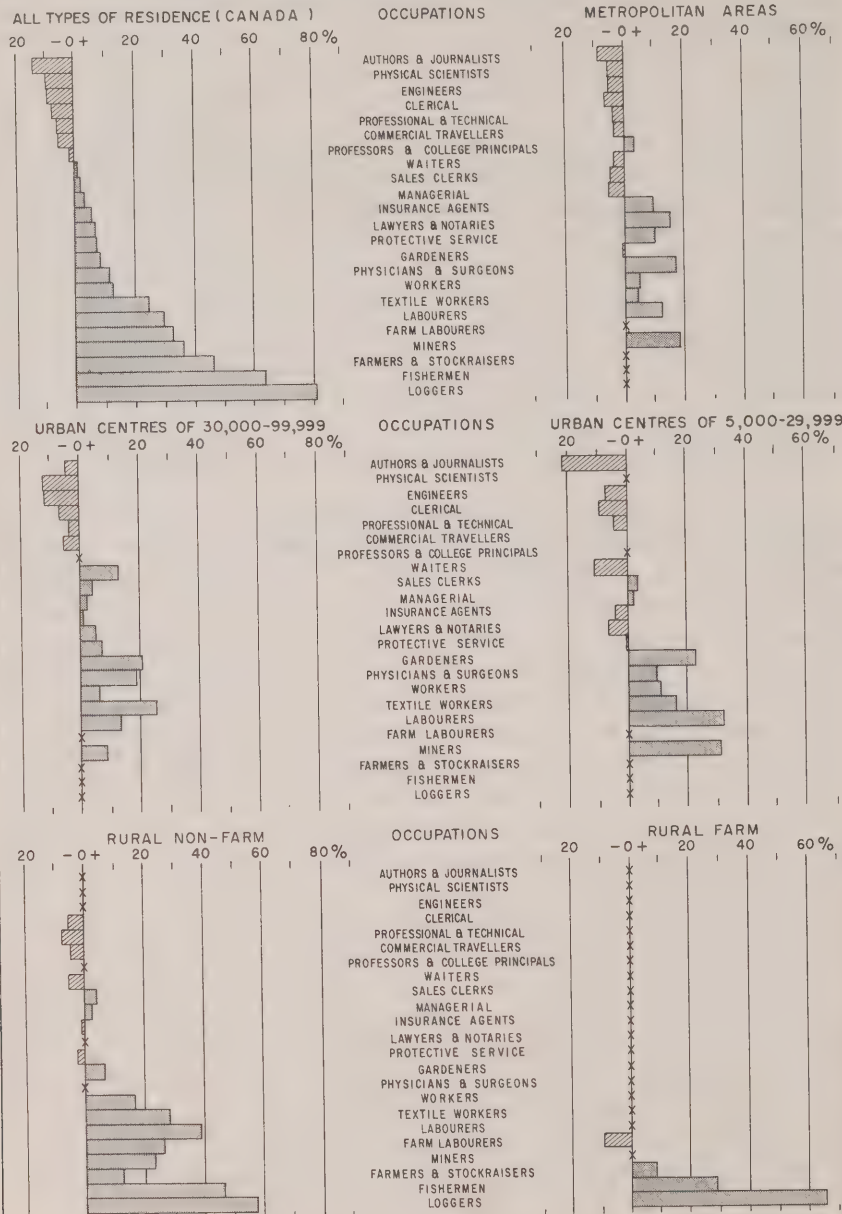 ALL TYPES OF RESIDENCE (CANADA)
20 - 0 + 20 40 60 80%
OCCUPATIONS
METROPOLITAN AREAS
20 - 0 + 20 40 60%
AUTHORS & JOURNALISTS
PHYSICAL SCIENTISTS
ENGINEERS
CLERICAL
PROFESSIONAL & TECHNICAL
COMMERCIAL TRAVELLERS
PROFESSORS & COLLEGE PRINCIPALS
WAITERS
SALES CLERKS
MANAGERIAL
INSURANCE AGENTS
LAWYERS & NOTARIES
PROTECTIVE SERVICE
GARDENERS
PHYSICIANS & SURGEONS
WORKERS
TEXTILE WORKERS
LABOURERS
FARM LABOURERS
MINERS
FARMERS & STOCKRAISERS
FISHERMEN
LOGGERS
URBAN CENTRES OF 30,000-99,999
20 - 0 + 20 40 60 80%
OCCUPATIONS
URBAN CENTRES OF 5,000-29,999
20 - 0 + 20 40 60%
AUTHORS & JOURNALISTS
PHYSICAL SCIENTISTS
ENGINEERS
CLERICAL
PROFESSIONAL & TECHNICAL
COMMERCIAL TRAVELLERS
PROFESSORS & COLLEGE PRINCIPALS
WAITERS
SALES CLERKS
MANAGERIAL
INSURANCE AGENTS
LAWYERS & NOTARIES
PROTECTIVE SERVICE
GARDENERS
PHYSICIANS & SURGEONS
WORKERS
TEXTILE WORKERS
LABOURERS
FARM LABOURERS
MINERS
FARMERS & STOCKRAISERS
FISHERMEN
LOGGERS
RURAL NON-FARM
20 - 0 + 20 40 60 80%
OCCUPATIONS
RURAL FARM
20 - 0 + 20 40 60%
AUTHORS & JOURNALISTS
PHYSICAL SCIENTISTS
ENGINEERS
CLERICAL
PROFESSIONAL & TECHNICAL
COMMERCIAL TRAVELLERS
PROFESSORS & COLLEGE PRINCIPALS
WAITERS
SALES CLERKS
MANAGERIAL
INSURANCE AGENTS
LAWYERS & NOTARIES
PROTECTIVE SERVICE
GARDENERS
PHYSICIANS & SURGEONS
WORKERS
TEXTILE WORKERS
LABOURERS
FARM LABOURERS
MINERS
FARMERS & STOCKRAISERS
FISHERMEN
LOGGERS